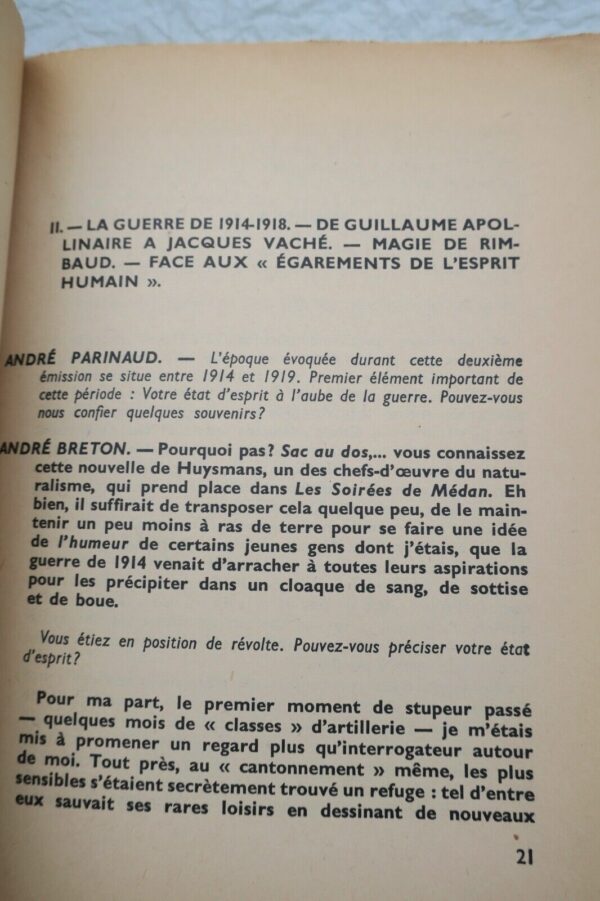 II. — LA GUERRE DE 1914-1918. — DE GUILLAUME APOL-
LINAIRE A JACQUES VACHÉ. — MAGIE DE RIM-
BAUD. — FACE AUX « ÉGAREMENTS DE L'ESPRIT
HUMAIN ».
ANDRÉ PARINAUD. — L'époque évoquée durant cette deuxième
émission se situe entre 1914 et 1919. Premier élément important de
cette période : Votre état d'esprit à l'aube de la guerre. Pouvez-vous
nous confier quelques souvenirs?
ANDRÉ BRETON. — Pourquoi pas? Sac au dos,... vous connaissez
cette nouvelle de Huysmans, un des chefs-d'œuvre du natu-
ralisme, qui prend place dans Les Soirées de Médan. Eh
bien, il suffirait de transposer cela quelque peu, de le main-
tenir un peu moins à ras de terre pour se faire une idée
de l'humeur de certains jeunes gens dont j'étais, que la
guerre de 1914 venait d'arracher à toutes leurs aspirations
pour les précipiter dans un cloaque de sang, de sottise
et de boue.
Vous étiez en position de révolte. Pouvez-vous préciser votre état
d'esprit?
Pour ma part, le premier moment de stupeur passé
— quelques mois de « classes » d'artillerie — je m'étais
mis à promener un regard plus qu'interrogateur autour
de moi. Tout près, au « cantonnement » même, les plus
sensibles s'étaient secrètement trouvé un refuge : tel d'entre
eux sauvait ses rares loisirs en dessinant de nouveaux
21